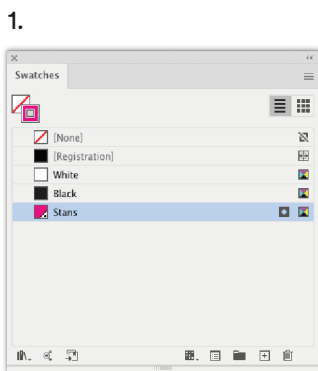 1.
Swatches
[None]
[Registration]
White
Black
Stans